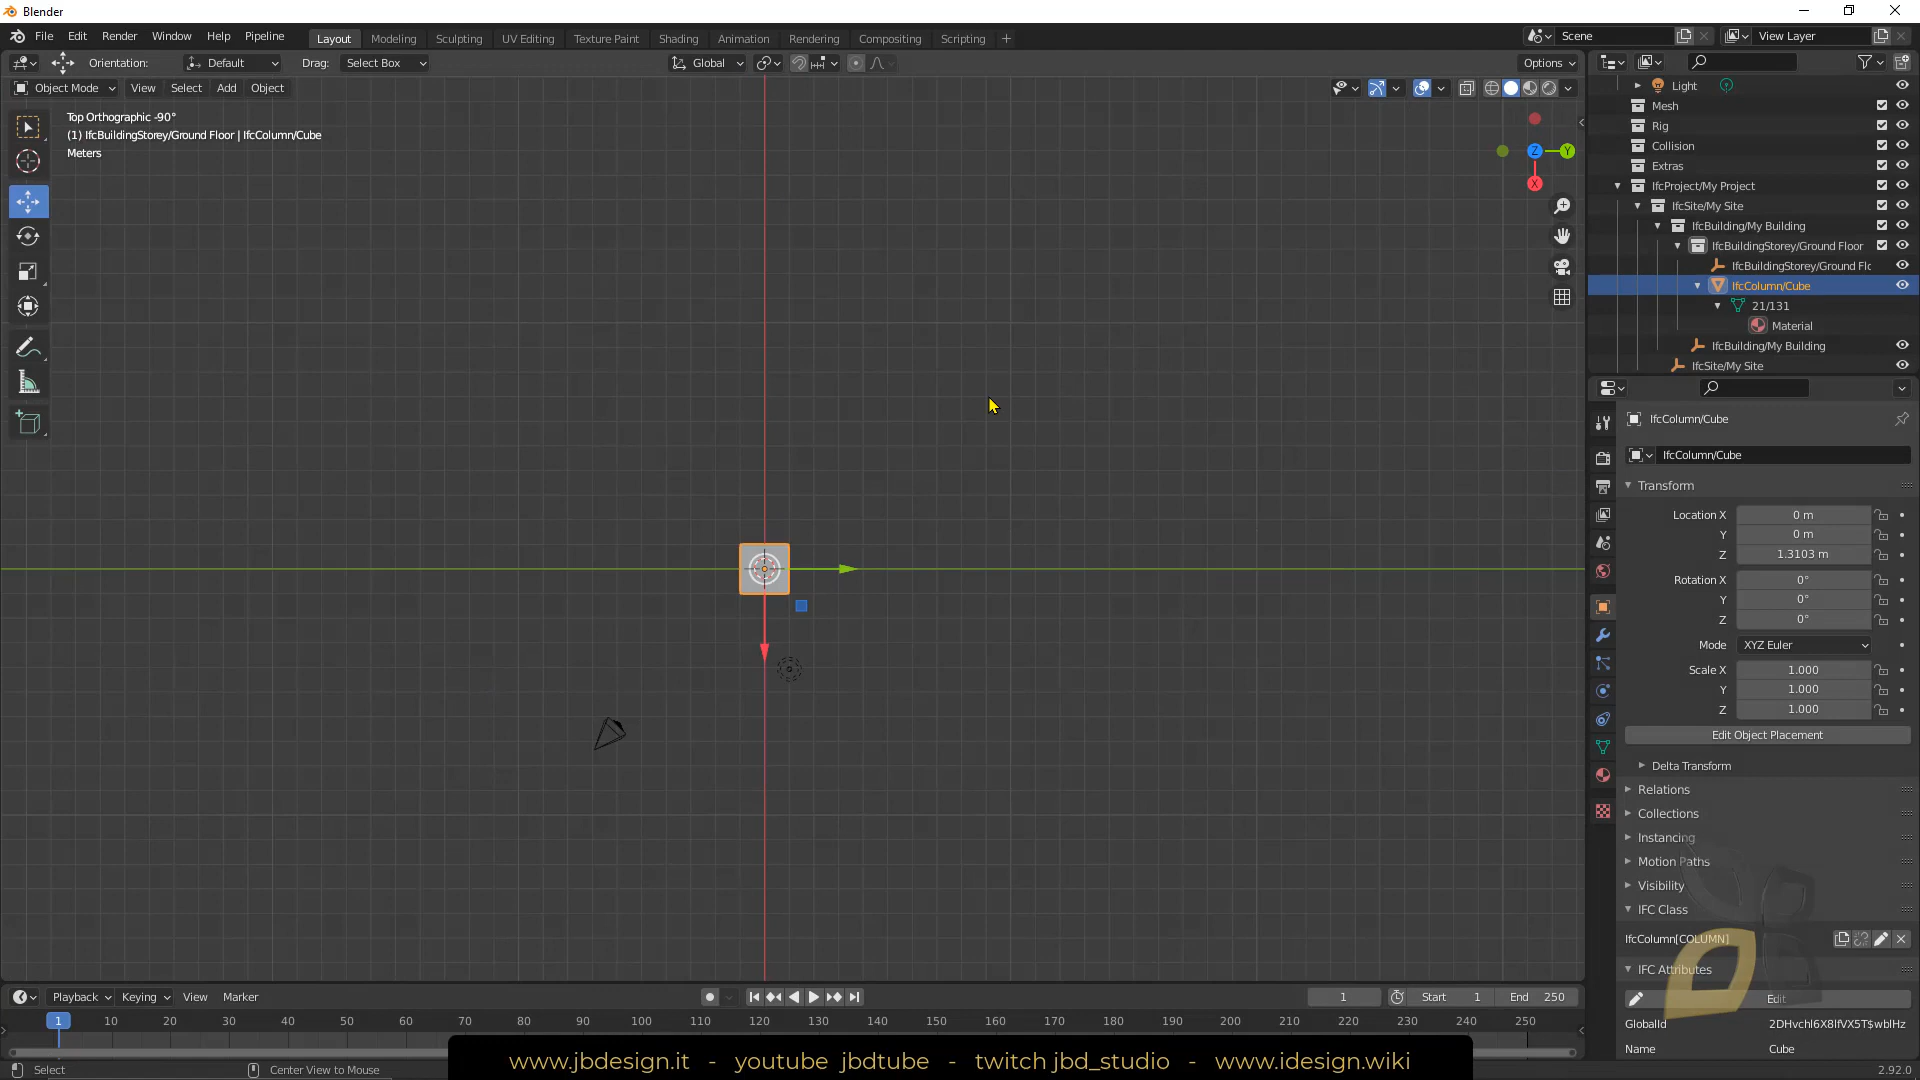 Blender
File Edit Render Window Help Pipeline Layout Modeling Sculpting UV Editing Texture Paint Shading Animation Rendering Compositing Scripting + Scene View Layer
Orientation: Default Drag: Select Box Global Options
Object Mode View Select Add Object
Top Orthographic -90°
(1) IfcBuildingStorey/Ground Floor | IfcColumn/Cube
Meters
Z Y X
Light
Mesh
Rig
Collision
Extras
IfcProject/My Project
IfcSite/My Site
IfcBuilding/My Building
IfcBuildingStorey/Ground Floor
IfcBuildingStorey/Ground Flo
IfcColumn/Cube
21/131
Material
IfcBuilding/My Building
IfcSite/My Site
IfcColumn/Cube
IfcColumn/Cube
Transform
Location X 0 m
Y 0 m
Z 1.3103 m
Rotation X 0°
Y 0°
Z 0°
Mode XYZ Euler
Scale X 1.000
Y 1.000
Z 1.000
Edit Object Placement
Delta Transform
Relations
Collections
Instancing
Motion Paths
Visibility
IFC Class
IfcColumn[COLUMN]
IFC Attributes
Edit
GlobalId 2DHvchl6X8lfVX5T$wblHz
Name Cube
Playback Keying View Marker 1 Start 1 End 250
1 10 20 30 40 50 60 70 80 90 100 110 120 130 140 150 160 170 180 190 200 210 220 230 240 250
www.jbdesign.it - youtube jbdtube - twitch jbd_studio - www.idesign.wiki
Select Center View to Mouse 2.92.0